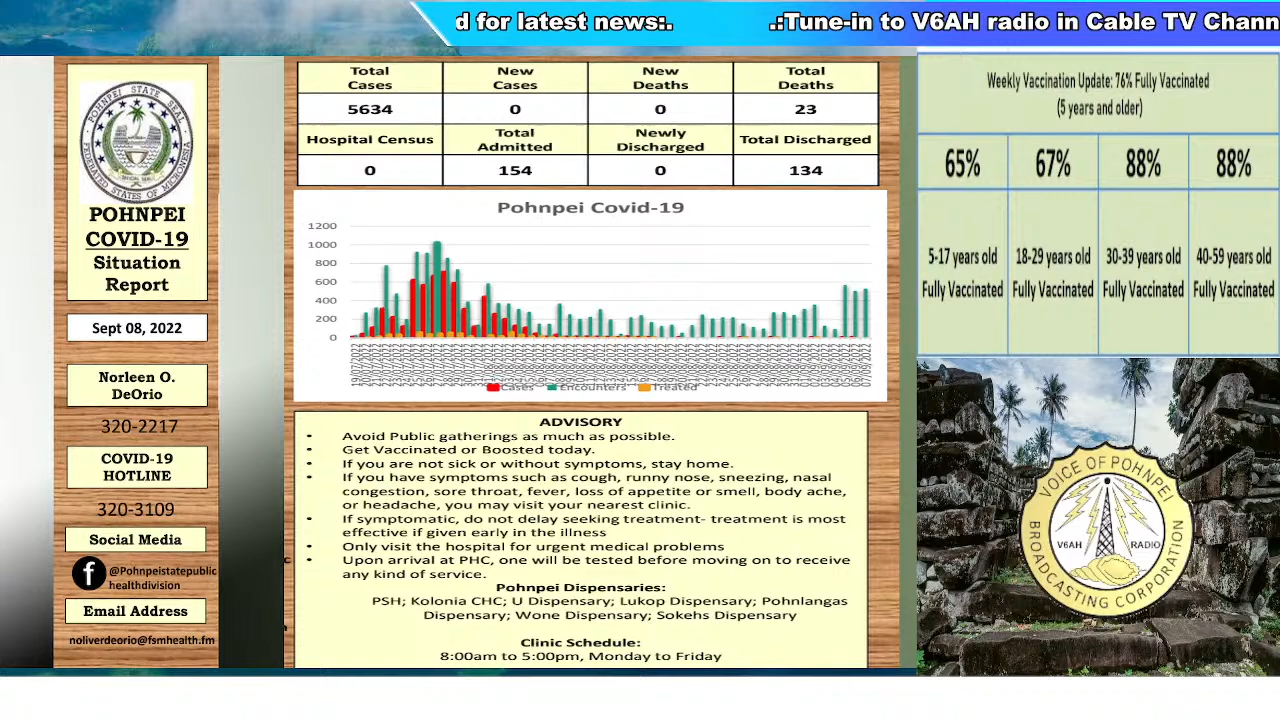 d for latest news:.
.:Tune-in to V6AH radio in Cable TV Chann
POHNPEI STATE SEAL
FEDERATED STATES OF MICRONESIA
POHNPEI
COVID-19
Situation
Report
Sept 08, 2022
Norleen O.
DeOrio
320-2217
COVID-19
HOTLINE
320-3109
Social Media
@Pohnpeistatepublic
healthdivision
Email Address
noliverdeorio@fsmhealth.fm
Total Cases New Cases New Deaths Total Deaths
5634 0 0 23
Hospital Census Total Admitted Newly Discharged Total Discharged
0 154 0 134
Pohnpei Covid-19
1200
1000
800
600
400
200
0
Cases Encounters Treated
ADVISORY
• Avoid Public gatherings as much as possible.
• Get Vaccinated or Boosted today.
• If you are not sick or without symptoms, stay home.
• If you have symptoms such as cough, runny nose, sneezing, nasal
congestion, sore throat, fever, loss of appetite or smell, body ache,
or headache, you may visit your nearest clinic.
• If symptomatic, do not delay seeking treatment- treatment is most
effective if given early in the illness
• Only visit the hospital for urgent medical problems
• Upon arrival at PHC, one will be tested before moving on to receive
any kind of service.
Pohnpei Dispensaries:
PSH; Kolonia CHC; U Dispensary; Lukop Dispensary; Pohnlangas
Dispensary; Wone Dispensary; Sokehs Dispensary
Clinic Schedule:
8:00am to 5:00pm, Monday to Friday
Weekly Vaccination Update: 76% Fully Vaccinated
(5 years and older)
65% 67% 88% 88%
5-17 years old 18-29 years old 30-39 years old 40-59 years old
Fully Vaccinated Fully Vaccinated Fully Vaccinated Fully Vaccinated
VOICE OF POHNPEI
V6AH RADIO
BROADCASTING CORPORATION